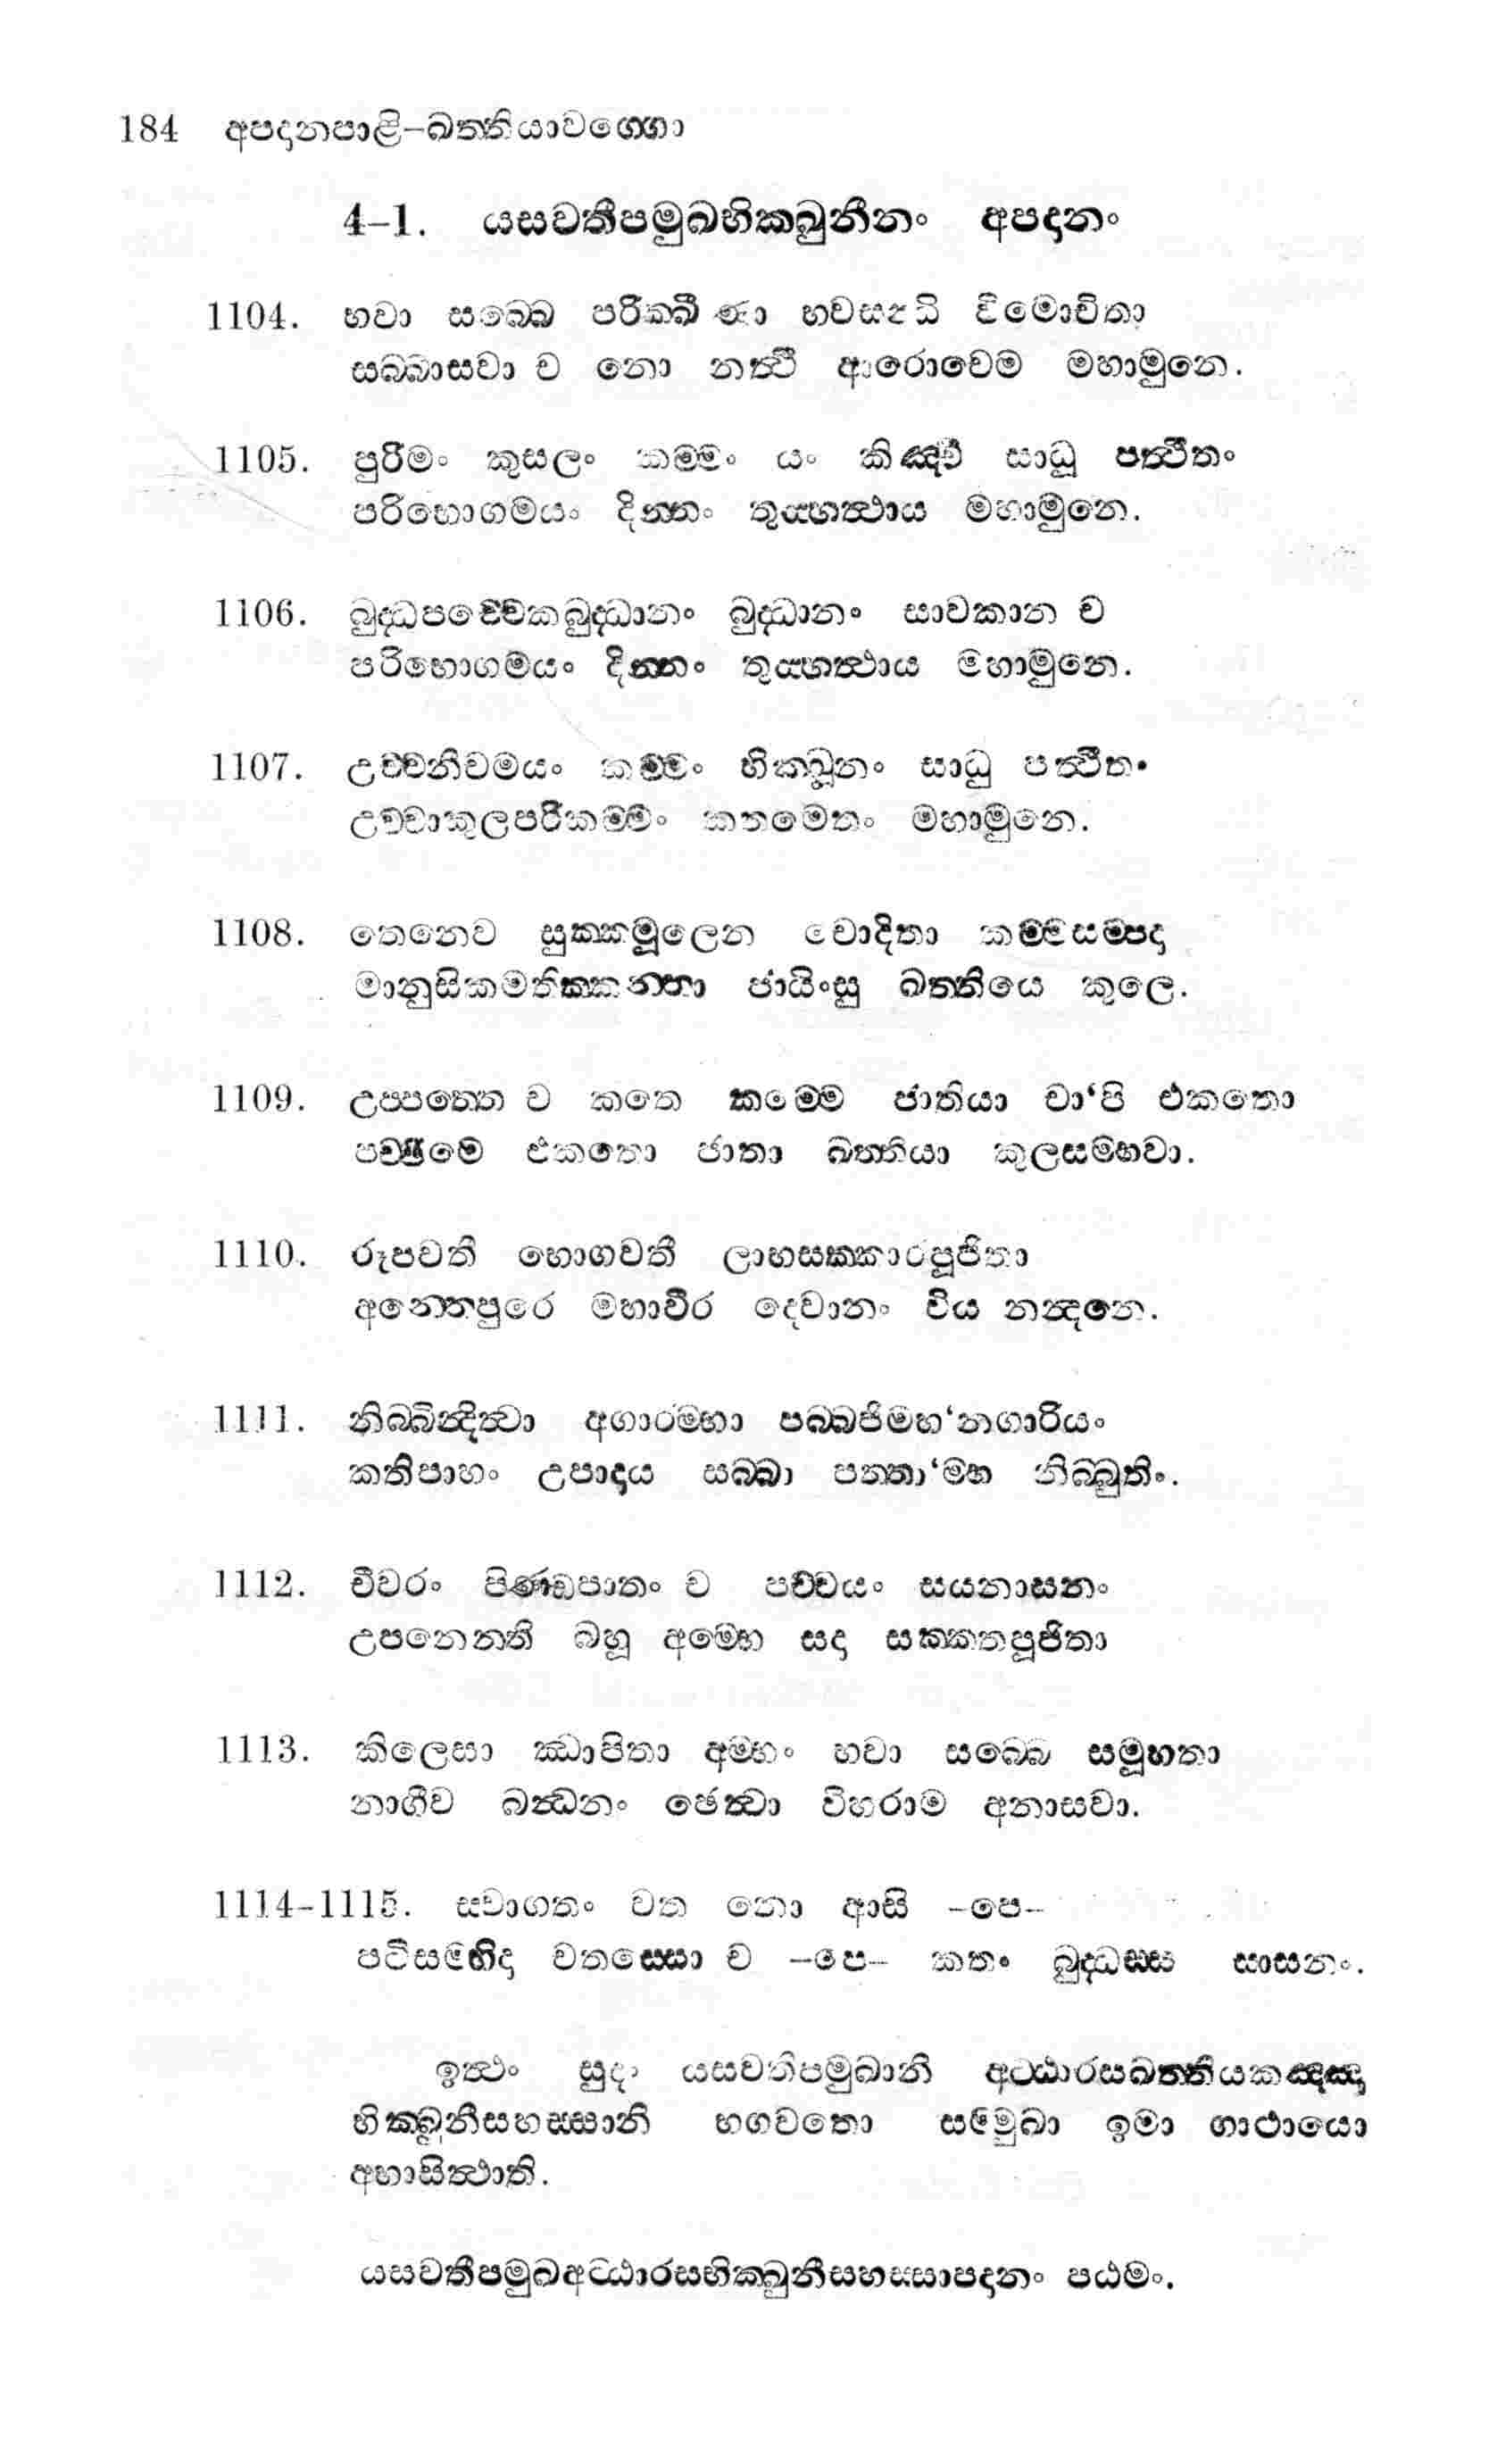 184 අපදානපාළි-ඛත්තියාවග්ගො
4-1. යසවතීපමුඛභික්ඛුනීනං අපදානං
1104. භවා සබ්බෙ පරික්ඛීණා භවසන්ධි විමොචිතා
සබ්බාසවා ච නො නත්ථි ආරොචෙම මහාමුනෙ.
1105. පුරිමං කුසලං කම්මං යං කිඤ්චි සාධු පත්ථිතං
පරිභොගමයං දින්නං තුය්හත්ථාය මහාමුනෙ.
1106. බුද්ධපච්චෙකබුද්ධානං බුද්ධානං සාවකාන ච
පරිභොගමයං දින්නං තුය්හත්ථාය මහාමුනෙ.
1107. උච්චනීචමයං කම්මං භික්ඛූනං සාධු පත්ථිතං
උච්චාකුලපරිකම්මං කතමෙතං මහාමුනෙ.
1108. තෙනෙව සුක්කමූලෙන චොදිතා කම්මසම්පදා
මානුසිකමතික්කන්තා ජායිංසු ඛත්තියෙ කුලෙ.
1109. උප්පත්තෙ ච කතෙ කම්මෙ ජාතියා චා‘පි එකතො
පච්ඡිමෙ එකතො ජාතා ඛත්තියා කුලසම්භවා.
1110. රූපවතී භොගවතී ලාභසක්කාරපූජිතා
අන්තෙපුරෙ මහාවීර දෙවානං විය නන්දනෙ.
1111. නිබ්බින්දිත්වා අගාරම්හා පබ්බජිම්හ‘නගාරියං
කතිපාහං උපාදාය සබ්බා පත්තා‘ම්හ නිබ්බුතිං.
1112. චීවරං පිණ්ඩපාතං ච පච්චයං සයනාසනං
උපනෙන්ති බහූ අම්හෙ සදා සක්කතපූජිතා
1113. කිලෙසා ඣාපිතා අම්හං භවා සබ්බෙ සමූහතා
නාගීව බන්ධනං ඡෙත්වා විහරාම අනාසවා.
1114-1115. සවාගතං වත නො ආසි -පෙ-
පටිසම්භිදා චතස්සො ච -පෙ- කතං බුද්ධස්ස සාසනං.
ඉත්ථං සුදං යසවතිපමුඛානි අට්ඨාරසඛත්තියකඤ්ඤා
භික්ඛුනීසහස්සානි භගවතො සම්මුඛා ඉමා ගාථායො
අභාසිත්ථාති.
යසවතීපමුඛඅට්ඨාරසභික්ඛුනීසහස්සාපදානං පඨමං.